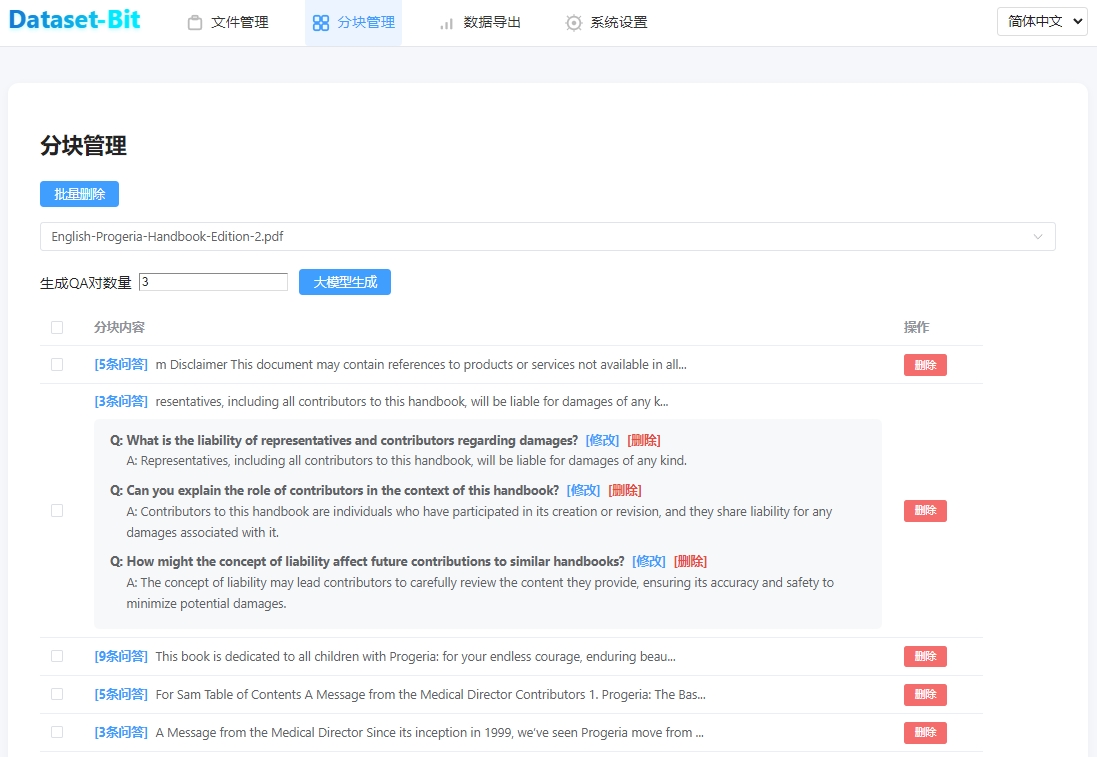 Dataset-Bit 文件管理 分块管理 数据导出 系统设置 简体中文
分块管理
批量删除
English-Progeria-Handbook-Edition-2.pdf
生成QA对数量 3 大模型生成
分块内容 操作
[5条问答] m Disclaimer This document may contain references to products or services not available in all... 删除
[3条问答] resentatives, including all contributors to this handbook, will be liable for damages of any k...
Q: What is the liability of representatives and contributors regarding damages? [修改] [删除]
A: Representatives, including all contributors to this handbook, will be liable for damages of any kind.
Q: Can you explain the role of contributors in the context of this handbook? [修改] [删除]
A: Contributors to this handbook are individuals who have participated in its creation or revision, and they share liability for any
damages associated with it.
删除
Q: How might the concept of liability affect future contributions to similar handbooks? [修改] [删除]
A: The concept of liability may lead contributors to carefully review the content they provide, ensuring its accuracy and safety to
minimize potential damages.
[9条问答] This book is dedicated to all children with Progeria: for your endless courage, enduring beau... 删除
[5条问答] For Sam Table of Contents A Message from the Medical Director Contributors 1. Progeria: The Bas... 删除
[3条问答] A Message from the Medical Director Since its inception in 1999, we've seen Progeria move from ... 删除